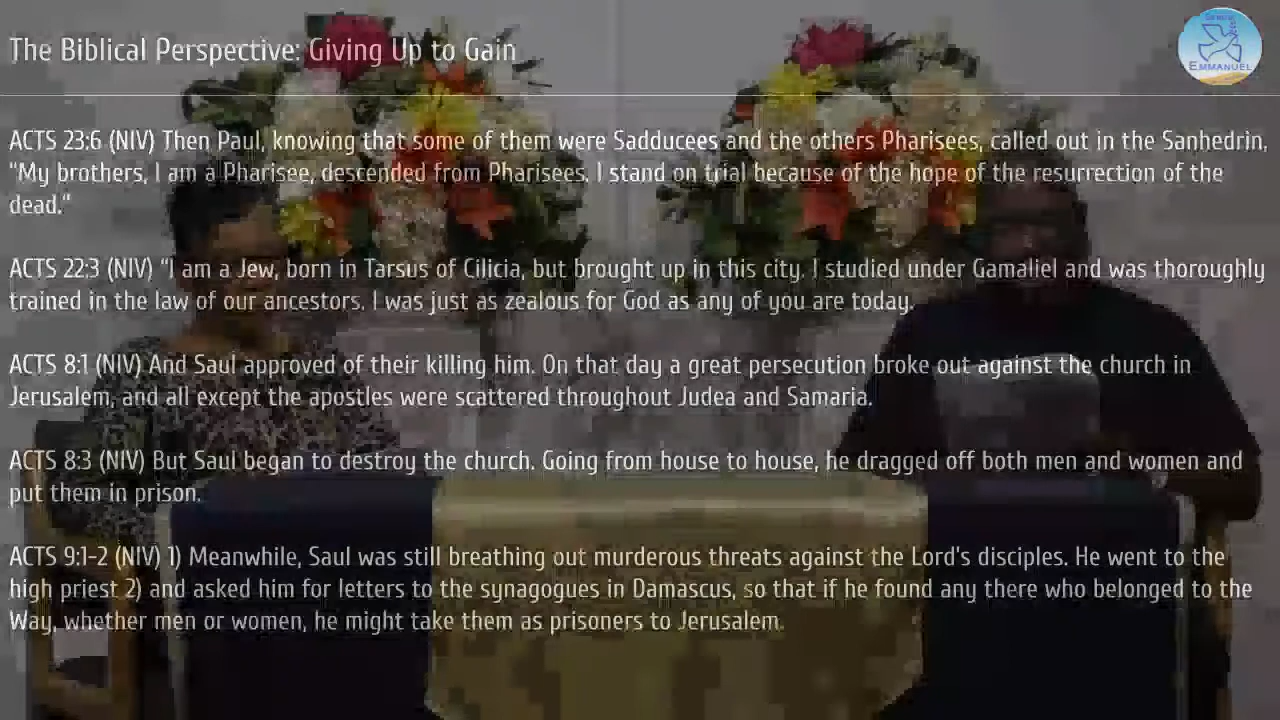 The Biblical Perspective: Giving Up to Gain
EMMANUEL
ACTS 23:6 (NIV) Then Paul, knowing that some of them were Sadducees and the others Pharisees, called out in the Sanhedrin,
"My brothers, I am a Pharisee, descended from Pharisees. I stand on trial because of the hope of the resurrection of the
dead."
ACTS 22:3 (NIV) "I am a Jew, born in Tarsus of Cilicia, but brought up in this city. I studied under Gamaliel and was thoroughly
trained in the law of our ancestors. I was just as zealous for God as any of you are today.
ACTS 8:1 (NIV) And Saul approved of their killing him. On that day a great persecution broke out against the church in
Jerusalem, and all except the apostles were scattered throughout Judea and Samaria.
ACTS 8:3 (NIV) But Saul began to destroy the church. Going from house to house, he dragged off both men and women and
put them in prison.
ACTS 9:1-2 (NIV) 1) Meanwhile, Saul was still breathing out murderous threats against the Lord's disciples. He went to the
high priest 2) and asked him for letters to the synagogues in Damascus, so that if he found any there who belonged to the
Way, whether men or women, he might take them as prisoners to Jerusalem.